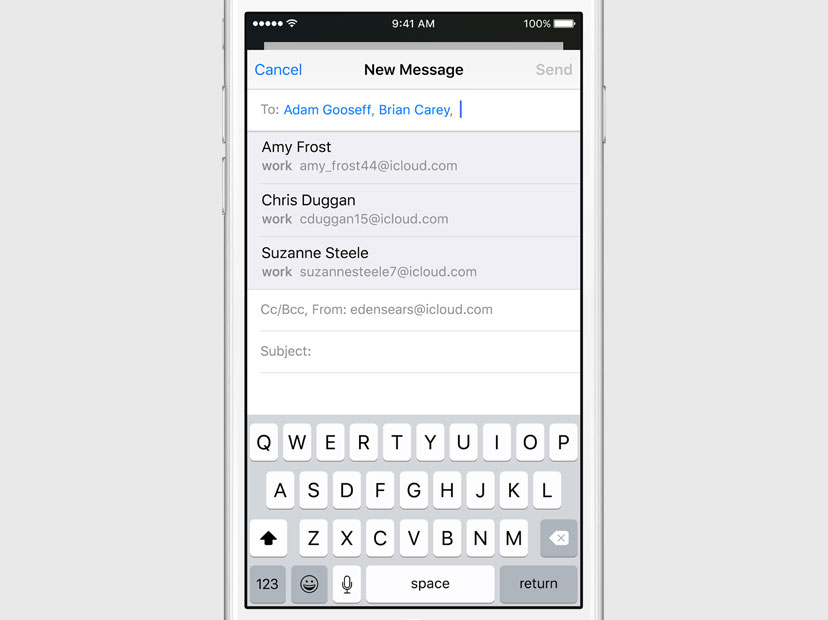 9:41 AM 100%
Cancel New Message Send
To: Adam Gooseff, Brian Carey,
Amy Frost
work amy_frost44@icloud.com
Chris Duggan
work cduggan15@icloud.com
Suzanne Steele
work suzannesteele7@icloud.com
Cc/Bcc, From: edensears@icloud.com
Subject:
Q W E R T Y U I O P
A S D F G H J K L
Z X C V B N M
123 space return